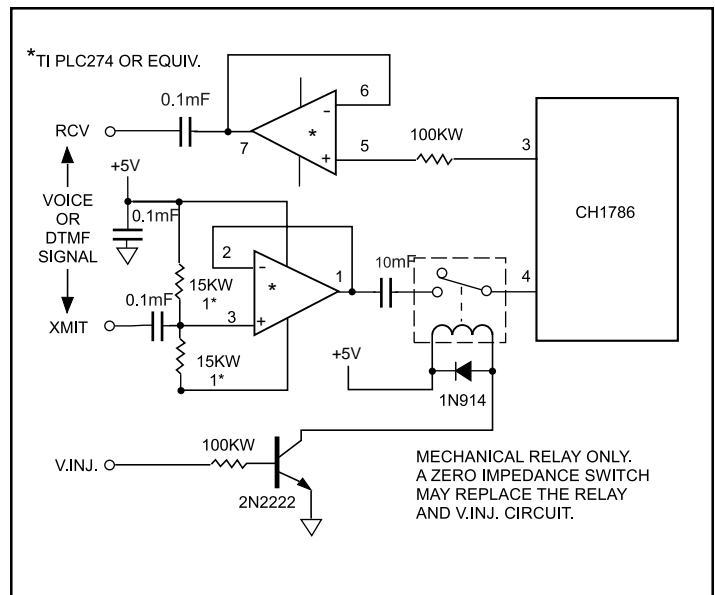 *TI PLC274 OR EQUIV.
0.1mF
6
RCV
7
*
-
+
5
100KW
3
+5V
VOICE
OR
DTMF
SIGNAL
0.1mF
CH1786
2
15KW
1*
-
*
1
10mF
4
0.1mF
XMIT
3
+
15KW
1*
+5V
1N914
100KW
V.INJ.
2N2222
MECHANICAL RELAY ONLY.
A ZERO IMPEDANCE SWITCH
MAY REPLACE THE RELAY
AND V.INJ. CIRCUIT.